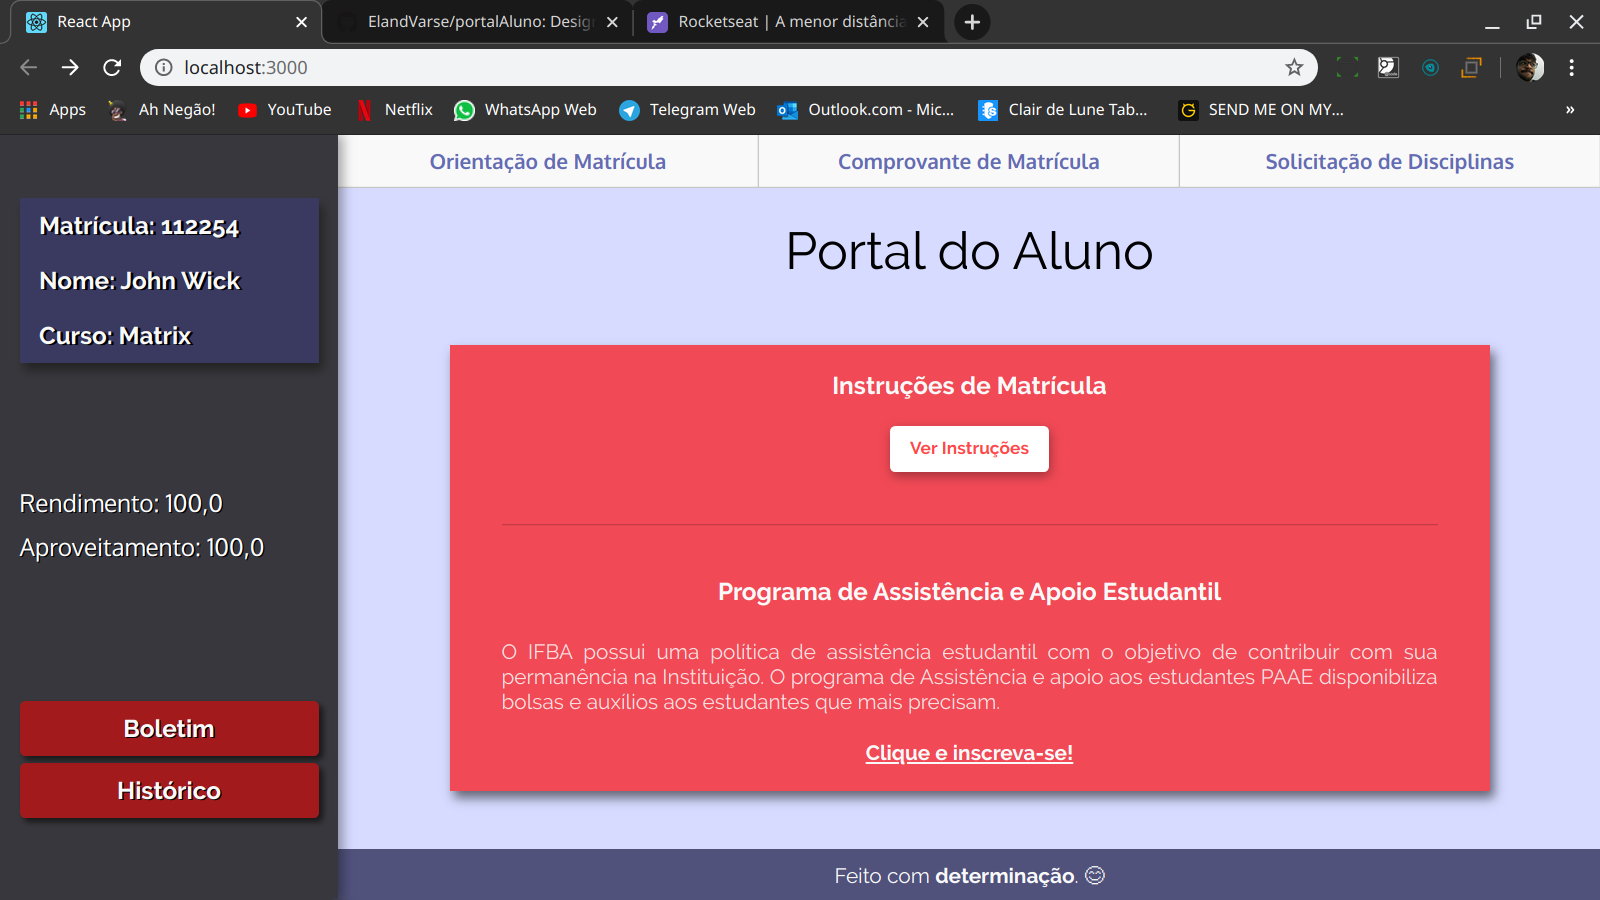 React App
ElandVarse/portalAluno: Desig
Rocketseat | A menor distância
localhost:3000
Apps
Ah Negão!
YouTube
Netflix
WhatsApp Web
Telegram Web
Outlook.com - Mic...
Clair de Lune Tab...
SEND ME ON MY...
»
Orientação de Matrícula
Comprovante de Matrícula
Solicitação de Disciplinas
Matrícula: 112254
Nome: John Wick
Curso: Matrix
Rendimento: 100,0
Aproveitamento: 100,0
Boletim
Histórico
Portal do Aluno
Instruções de Matrícula
Ver Instruções
Programa de Assistência e Apoio Estudantil
O IFBA possui uma política de assistência estudantil com o objetivo de contribuir com sua
permanência na Instituição. O programa de Assistência e apoio aos estudantes PAAE disponibiliza
bolsas e auxílios aos estudantes que mais precisam.
Clique e inscreva-se!
Feito com determinação. 😊